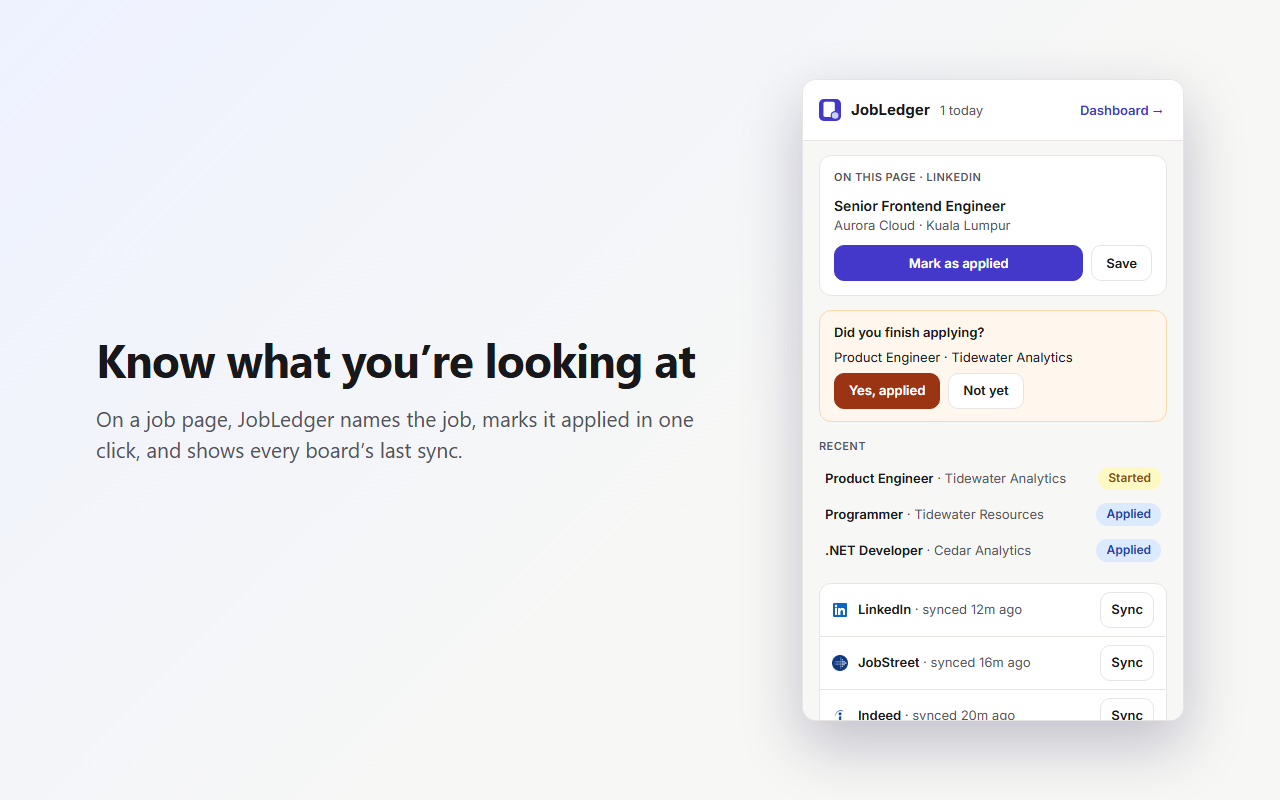 Know what you’re looking at
On a job page, JobLedger names the job, marks it applied in one
click, and shows every board’s last sync.
JobLedger 1 today Dashboard →
ON THIS PAGE · LINKEDIN
Senior Frontend Engineer
Aurora Cloud · Kuala Lumpur
Mark as applied Save
Did you finish applying?
Product Engineer · Tidewater Analytics
Yes, applied Not yet
RECENT
Product Engineer · Tidewater Analytics Started
Programmer · Tidewater Resources Applied
.NET Developer · Cedar Analytics Applied
LinkedIn · synced 12m ago Sync
JobStreet · synced 16m ago Sync
Indeed · synced 20m ago Sync